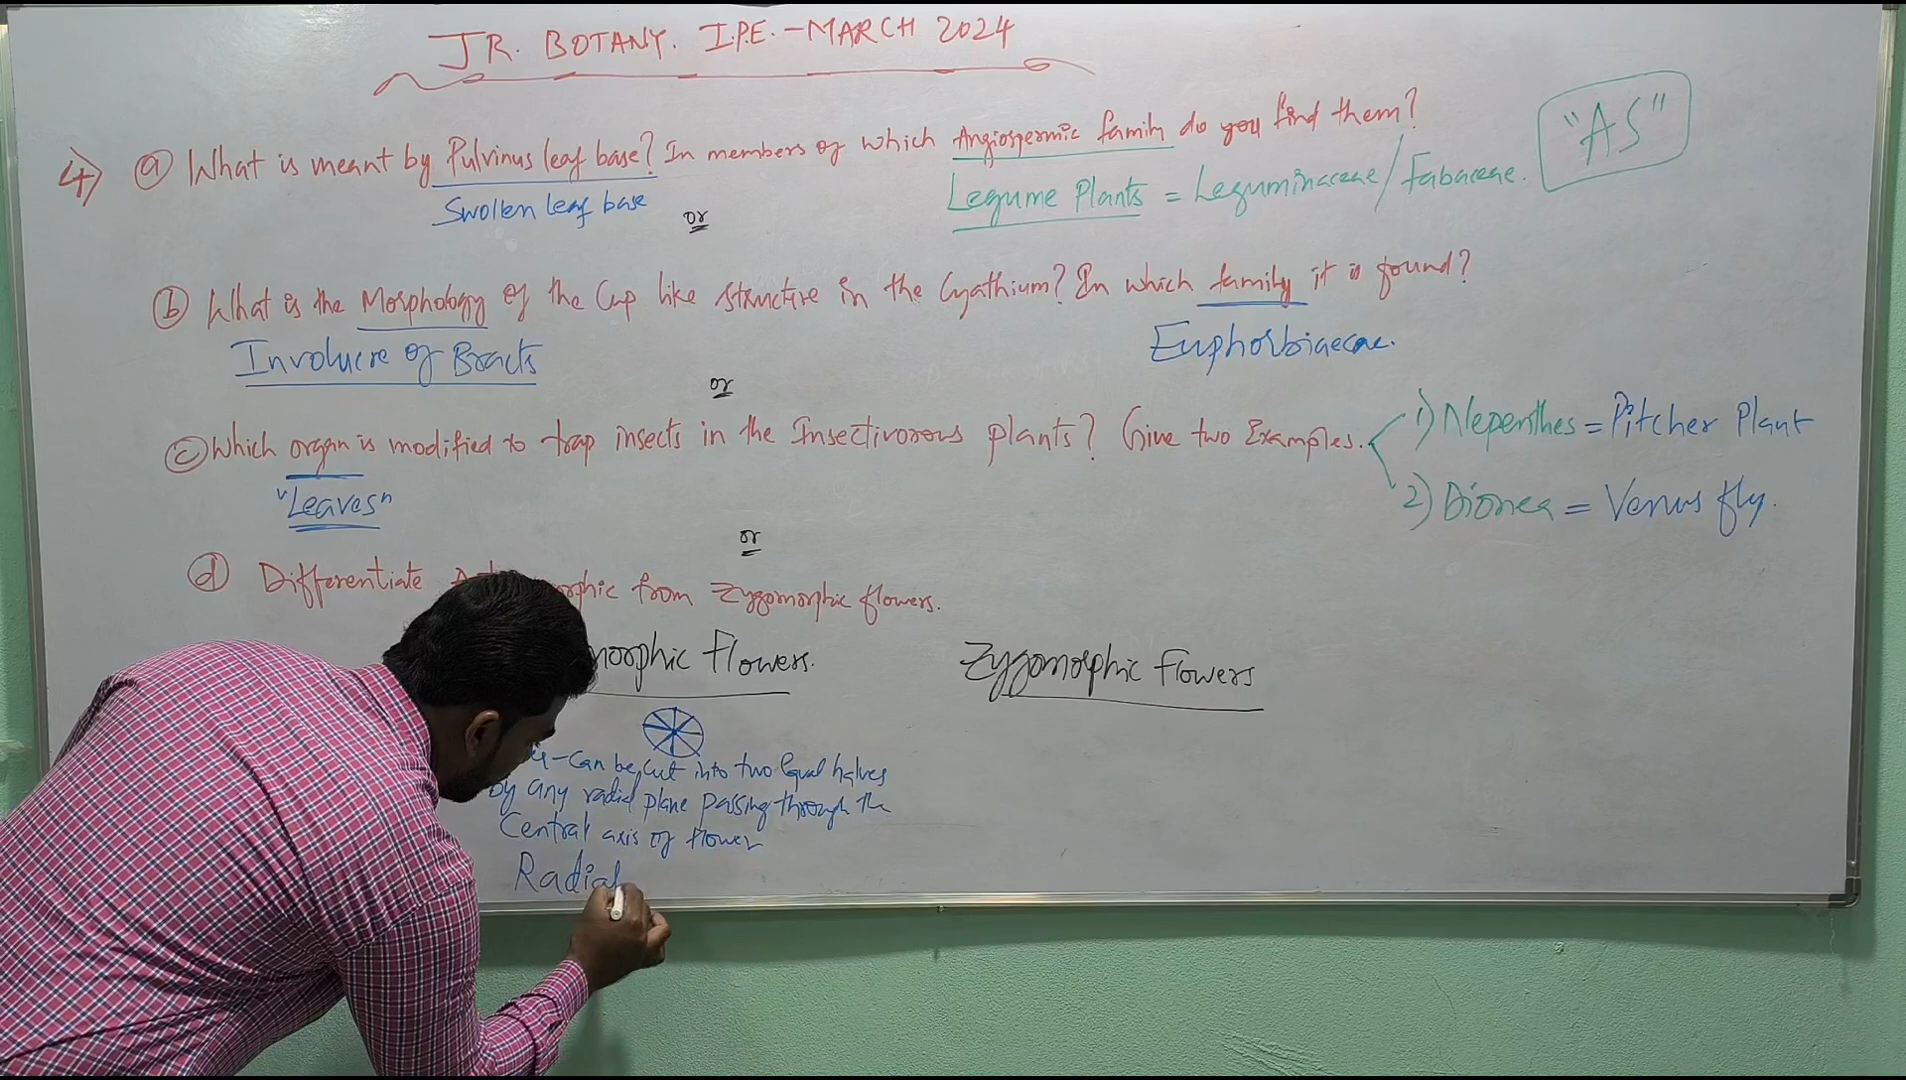 JR. BOTANY. I.P.E. - MARCH 2024
"AS"
4) a) What is meant by Pulvinus leaf base? In members of which Angiospermic family do you find them?
Swollen leaf base
Legume Plants = Leguminaceae/Fabaceae.
or
b) What is the Morphology of the Cup like structure in the Cyathium? In which family it is found?
Involucre of Bracts
Euphorbiaecae.
or
c) Which organ is modified to trap insects in the Insectivorous plants? Give two Examples.
1) Nepenthes = Pitcher Plant
"Leaves"
2) Dionea = Venus fly.
or
d) Differentiate from Zygomorphic flowers.
morphic flowers.
Zygomorphic flowers
- Can be cut into two Equal halves
by any radial plane passing through the
Central axis of flower
Radial